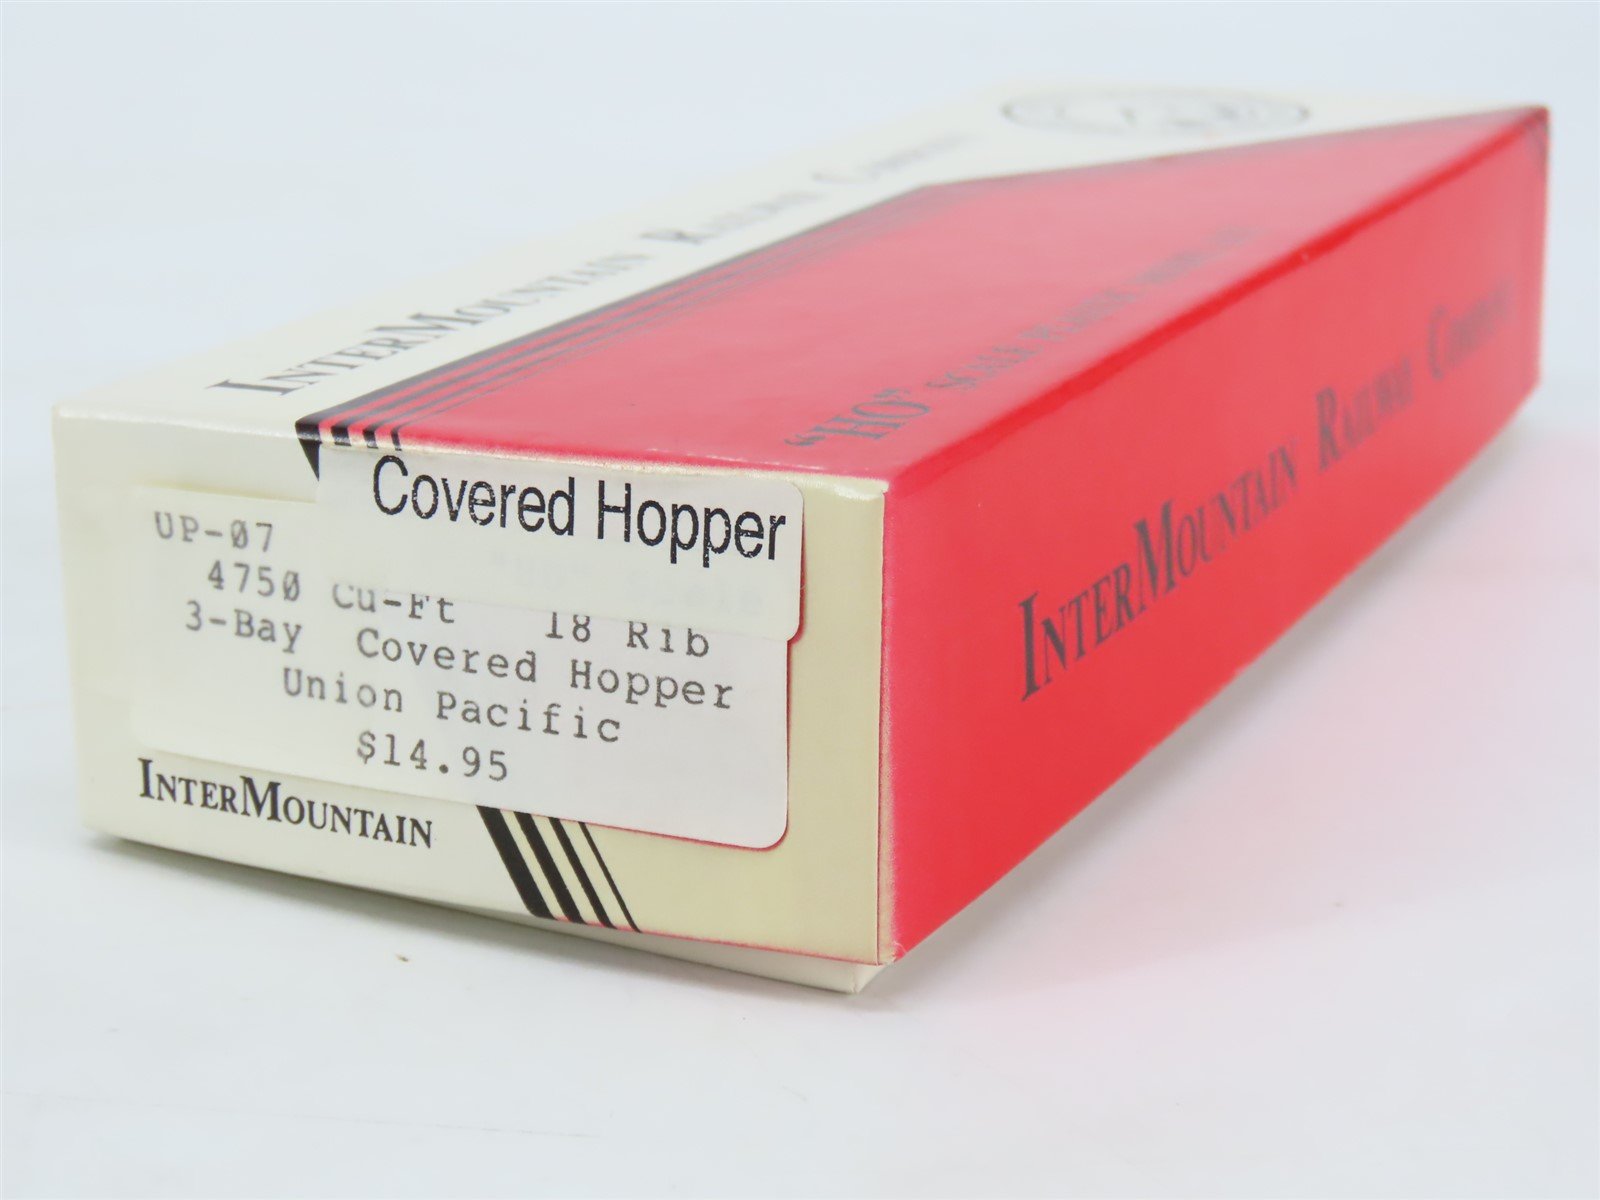 INTERMOUNTAIN RAILWAY COMPANY
"HO" SCALE PLASTIC
INTERMOUNTAIN RAILWAY COMPANY
Covered Hopper
UP-07
4750 Cu-Ft 18 Rib
3-Bay Covered Hopper
Union Pacific
$14.95
INTERMOUNTAIN